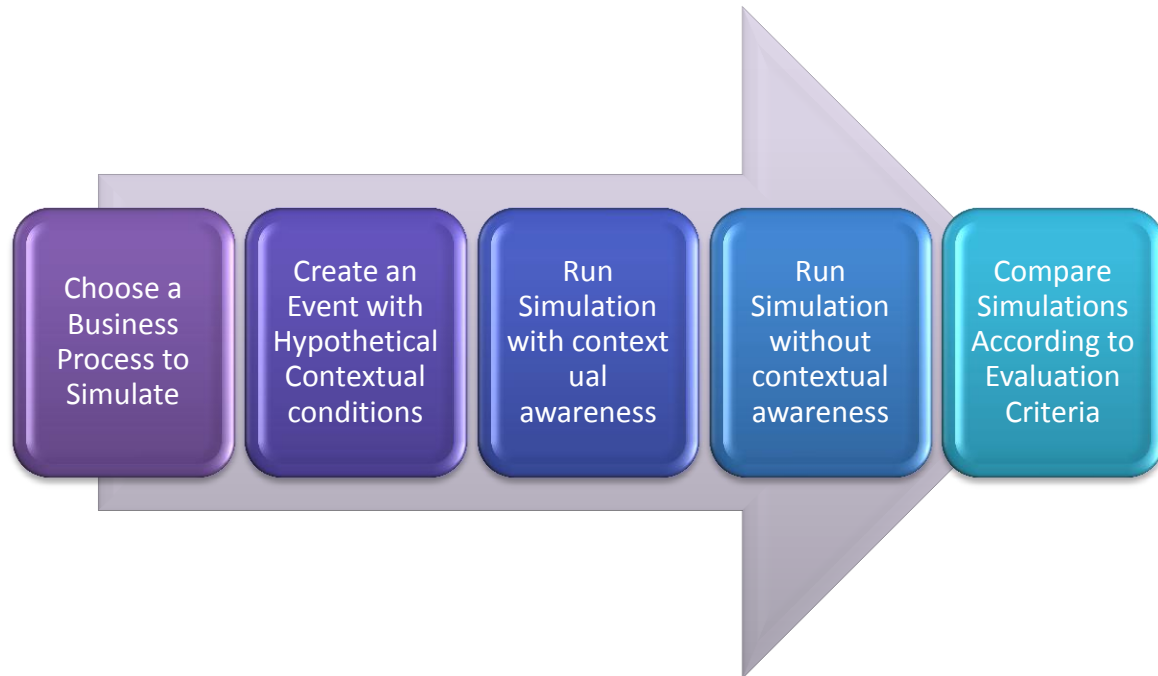 Choose a
Business
Process to
Simulate
Create an
Event with
Hypothetical
Contextual
conditions
Run
Simulation
with context
ual
awareness
Run
Simulation
without
contextual
awareness
Compare
Simulations
According to
Evaluation
Criteria